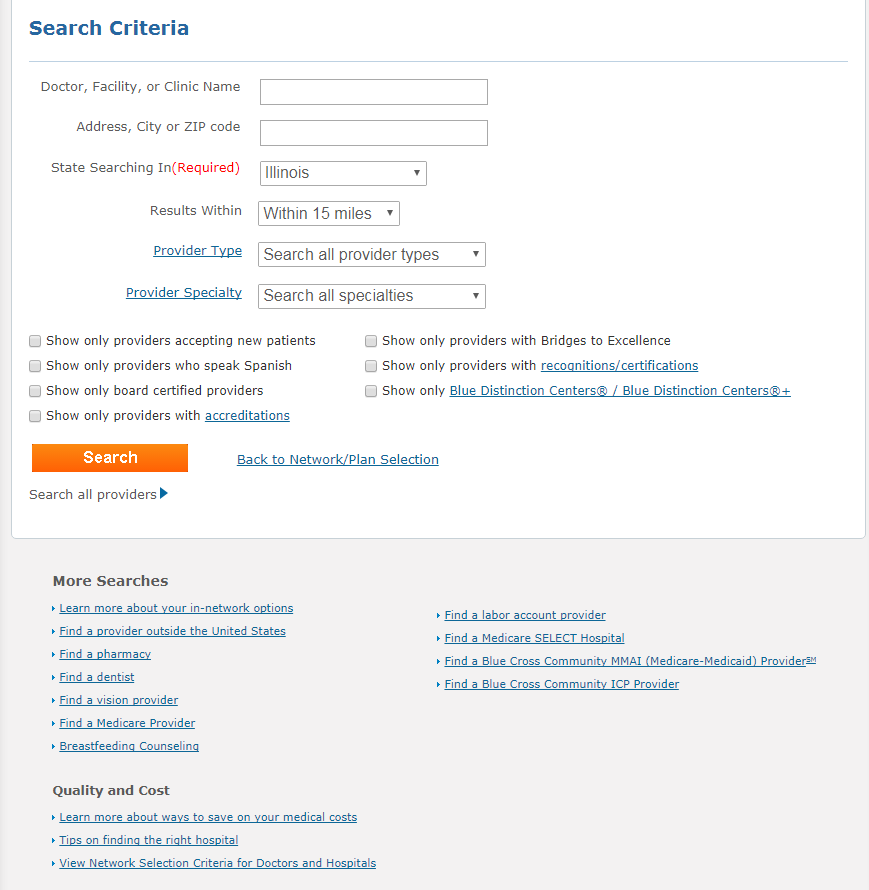 Search Criteria
Doctor, Facility, or Clinic Name
Address, City or ZIP code
State Searching In(Required) Illinois
Results Within Within 15 miles
Provider Type Search all provider types
Provider Specialty Search all specialties
Show only providers accepting new patients
Show only providers who speak Spanish
Show only board certified providers
Show only providers with accreditations
Show only providers with Bridges to Excellence
Show only providers with recognitions/certifications
Show only Blue Distinction Centers® / Blue Distinction Centers®+
Search Back to Network/Plan Selection
Search all providers
More Searches
Learn more about your in-network options
Find a provider outside the United States
Find a pharmacy
Find a dentist
Find a vision provider
Find a Medicare Provider
Breastfeeding Counseling
Find a labor account provider
Find a Medicare SELECT Hospital
Find a Blue Cross Community MMAI (Medicare-Medicaid) Provider℠
Find a Blue Cross Community ICP Provider
Quality and Cost
Learn more about ways to save on your medical costs
Tips on finding the right hospital
View Network Selection Criteria for Doctors and Hospitals